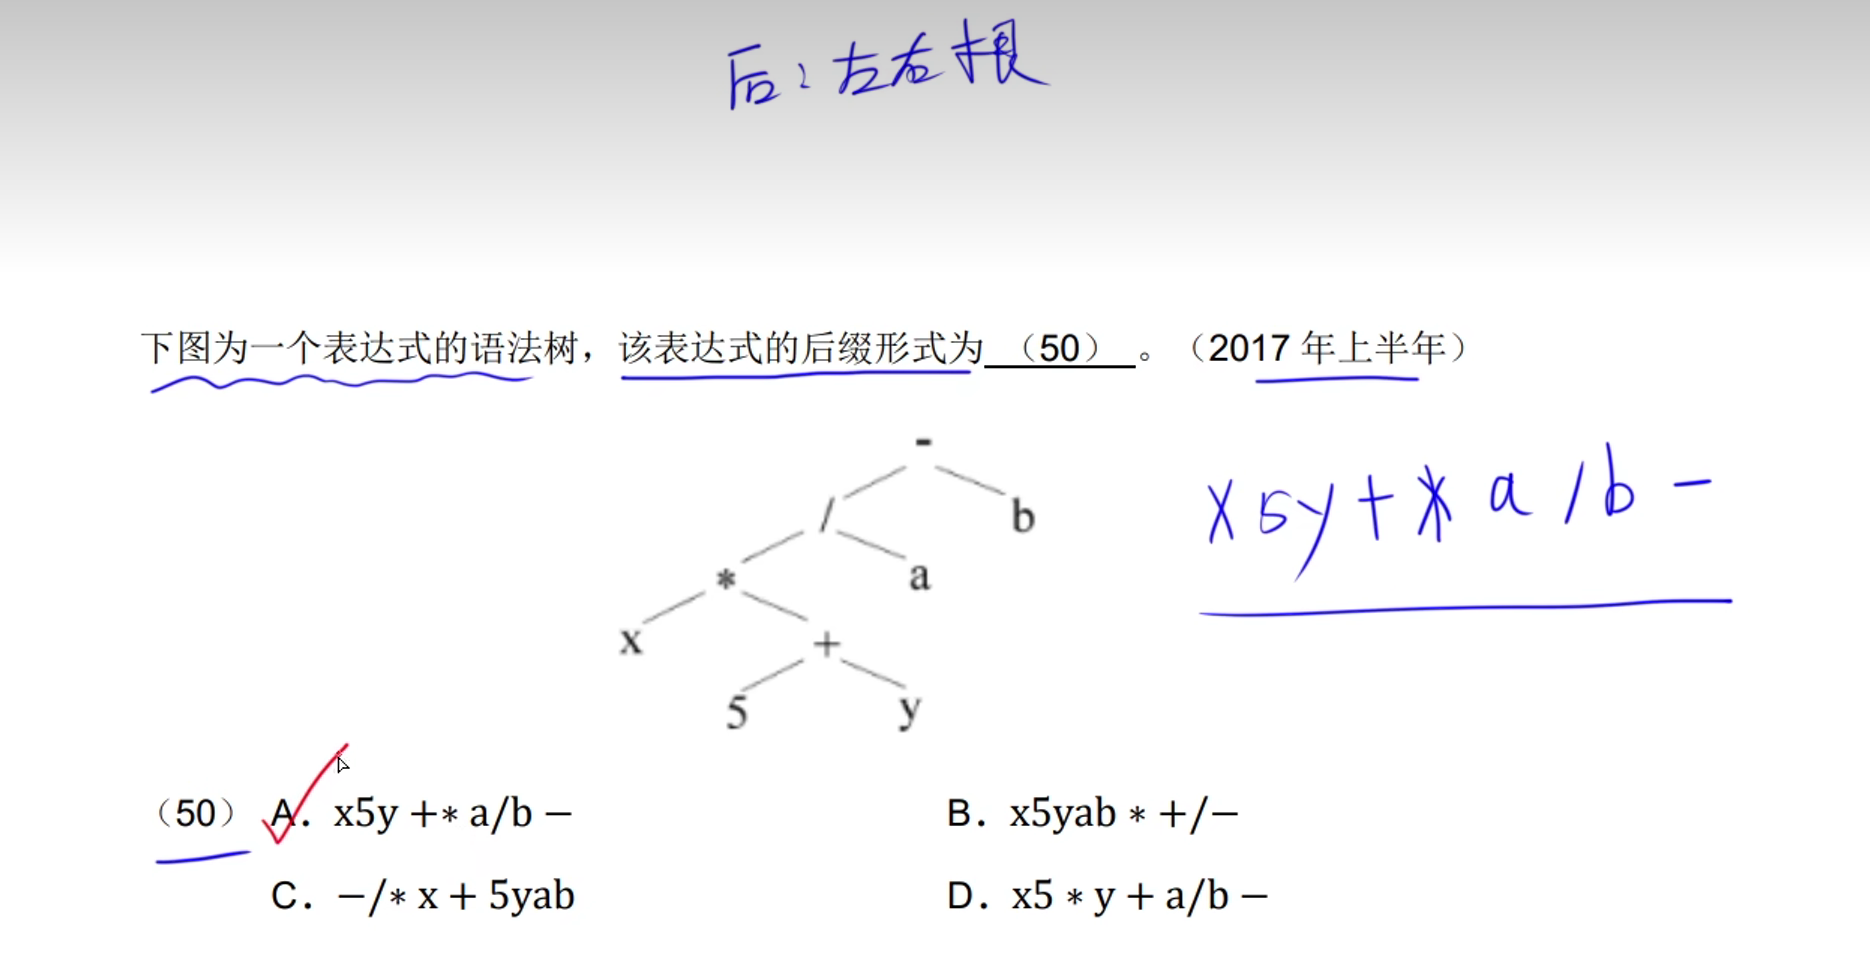 后：左右根
下图为一个表达式的语法树，该表达式的后缀形式为 （50） 。（2017 年上半年）
-
/ b
* a
x +
5 y
x5y+*a/b-
（50） A. x5y +∗ a/b −
B. x5yab ∗ +/−
C. −/∗ x + 5yab
D. x5 ∗ y + a/b −